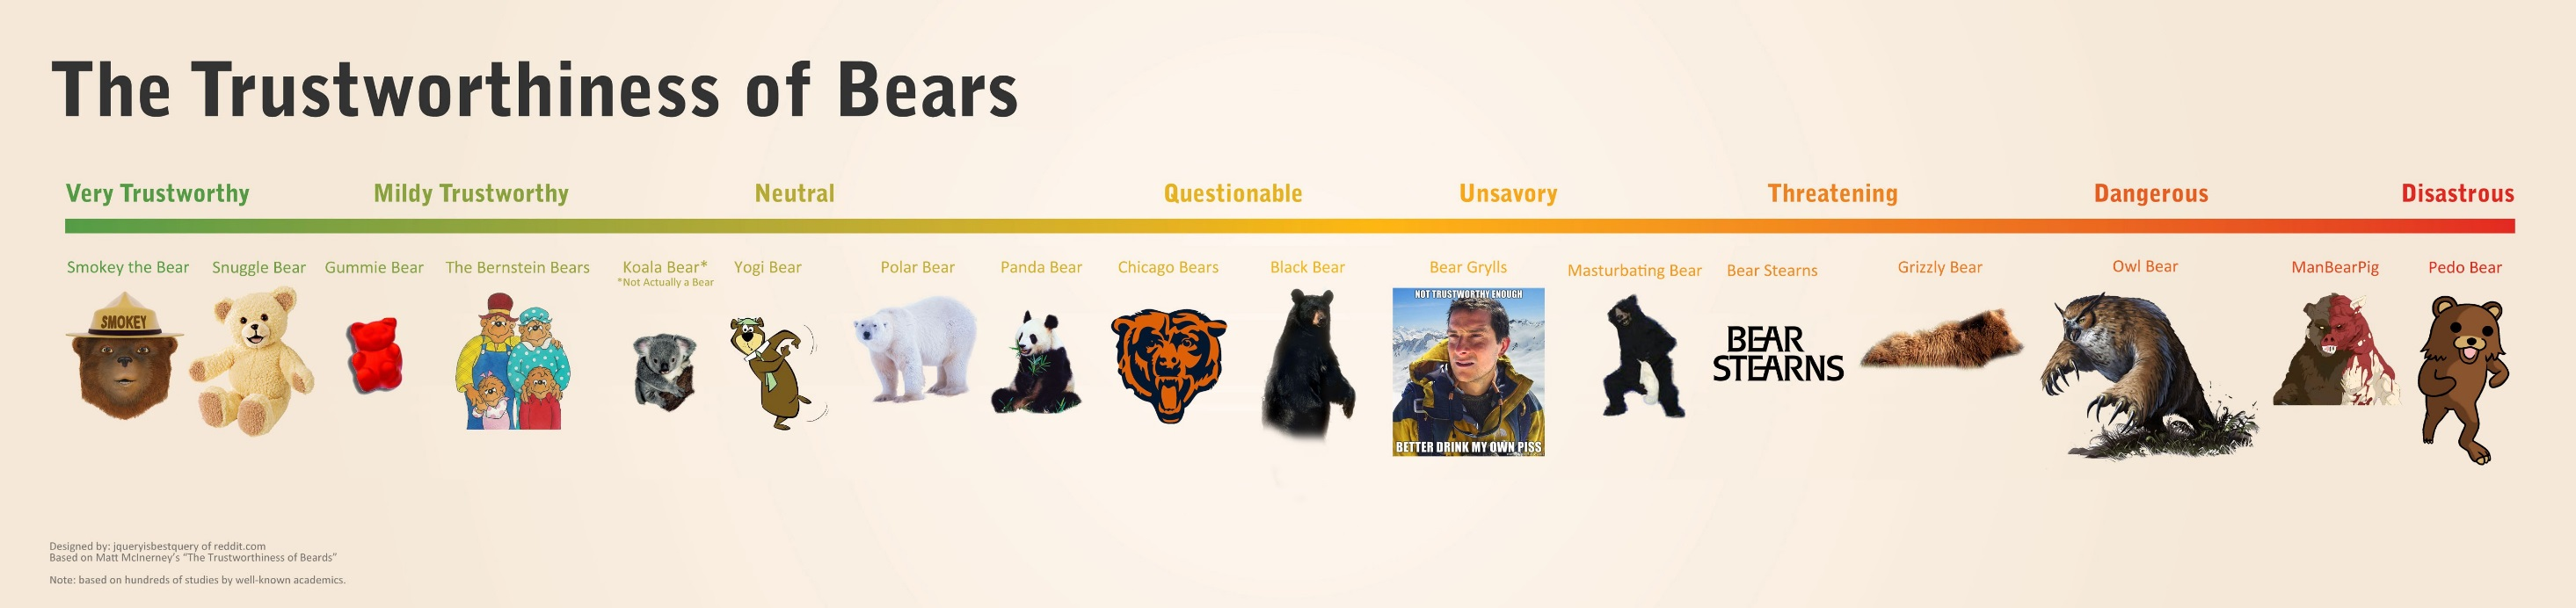 The Trustworthiness of Bears
Very Trustworthy
Mildy Trustworthy
Neutral
Questionable
Unsavory
Threatening
Dangerous
Disastrous
Smokey the Bear
Snuggle Bear
Gummie Bear
The Bernstein Bears
Koala Bear*
*Not Actually a Bear
Yogi Bear
Polar Bear
Panda Bear
Chicago Bears
Black Bear
Bear Grylls
Masturbating Bear
Bear Stearns
Grizzly Bear
Owl Bear
ManBearPig
Pedo Bear
SMOKEY
NOT TRUSTWORTHY ENOUGH
BETTER DRINK MY OWN PISS
BEAR
STEARNS
Designed by: jqueryisbestquery of reddit.com
Based on Matt McInerney's “The Trustworthiness of Beards”
Note: based on hundreds of studies by well-known academics.